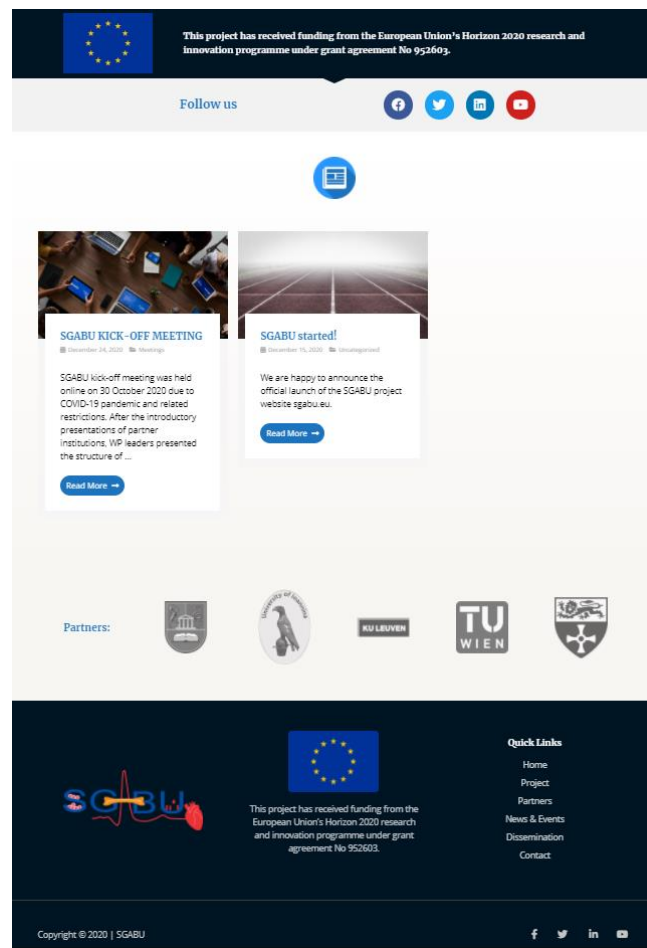 This project has received funding from the European Union's Horizon 2020 research and
innovation programme under grant agreement No 952603.
Follow us
SGABU KICK-OFF MEETING
December 24, 2020 Meetings
SGABU kick-off meeting was held
online on 30 October 2020 due to
COVID-19 pandemic and related
restrictions. After the introductory
presentations of partner
institutions, WP leaders presented
the structure of ...
Read More →
SGABU started!
December 15, 2020 Uncategorized
We are happy to announce the
official launch of the SGABU project
website sgabu.eu.
Read More →
Partners:
University of Ioannina
KU LEUVEN
TU
WIEN
SGABU
This project has received funding from the
European Union's Horizon 2020 research
and innovation programme under grant
agreement No 952603.
Quick Links
Home
Project
Partners
News & Events
Dissemination
Contact
Copyright © 2020 | SGABU